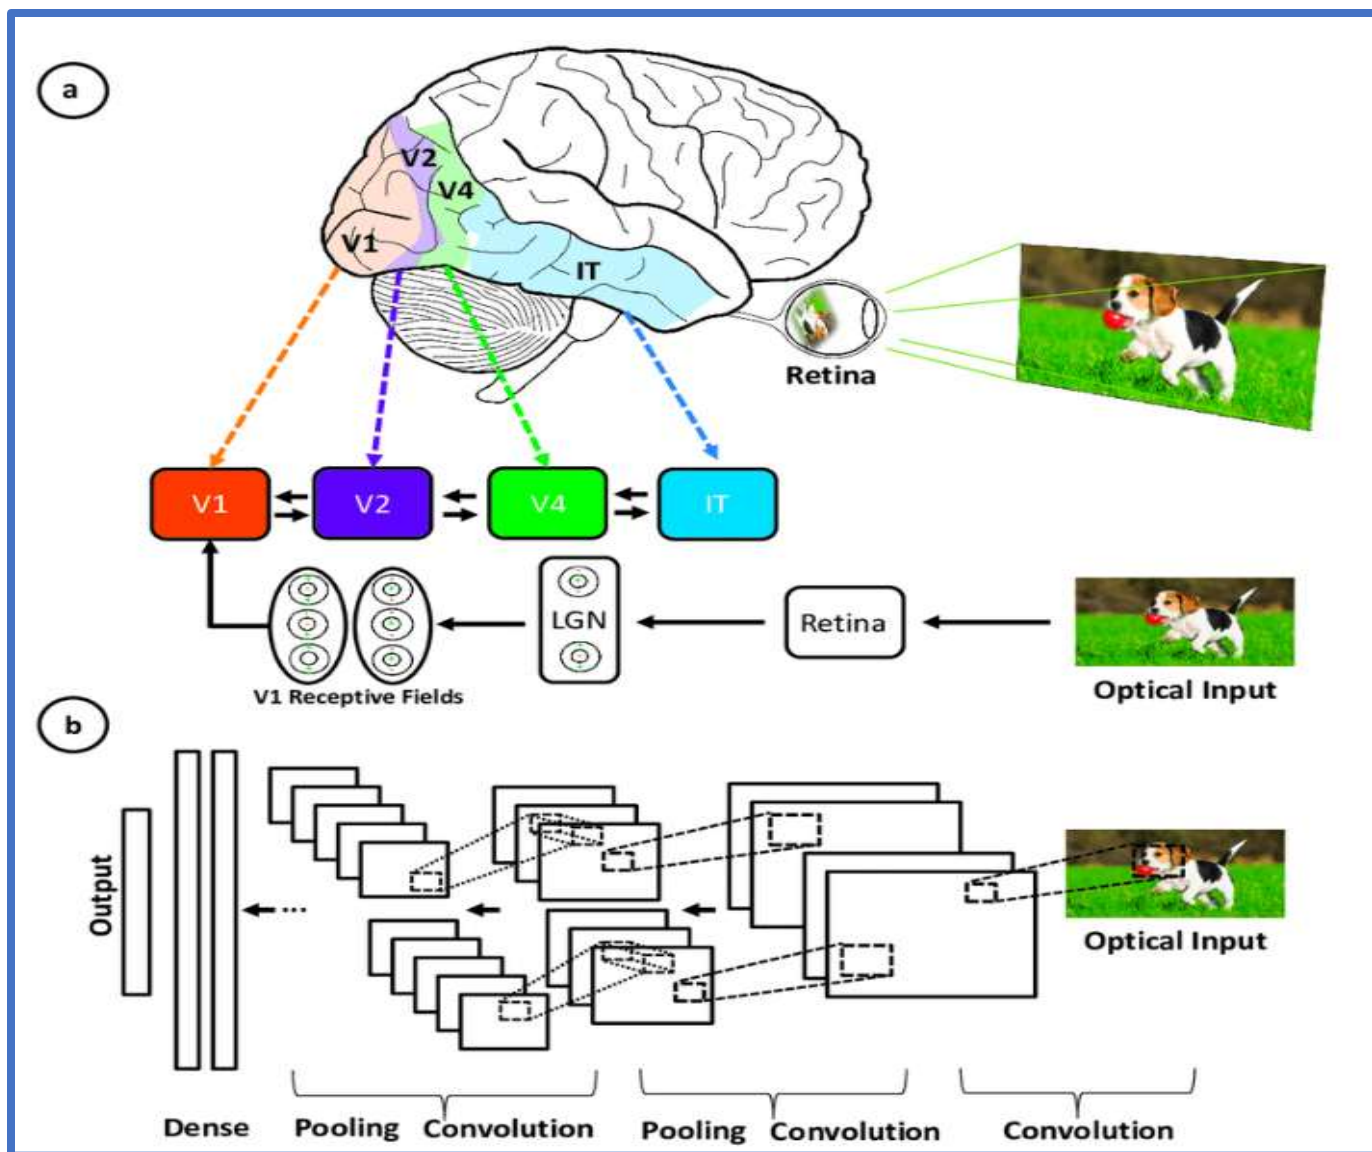 a
V2
V4
V1
IT
Retina
V1
V2
V4
IT
LGN
Retina
V1 Receptive Fields
Optical Input
b
Output
...
Optical Input
Dense
Pooling
Convolution
Pooling
Convolution
Convolution